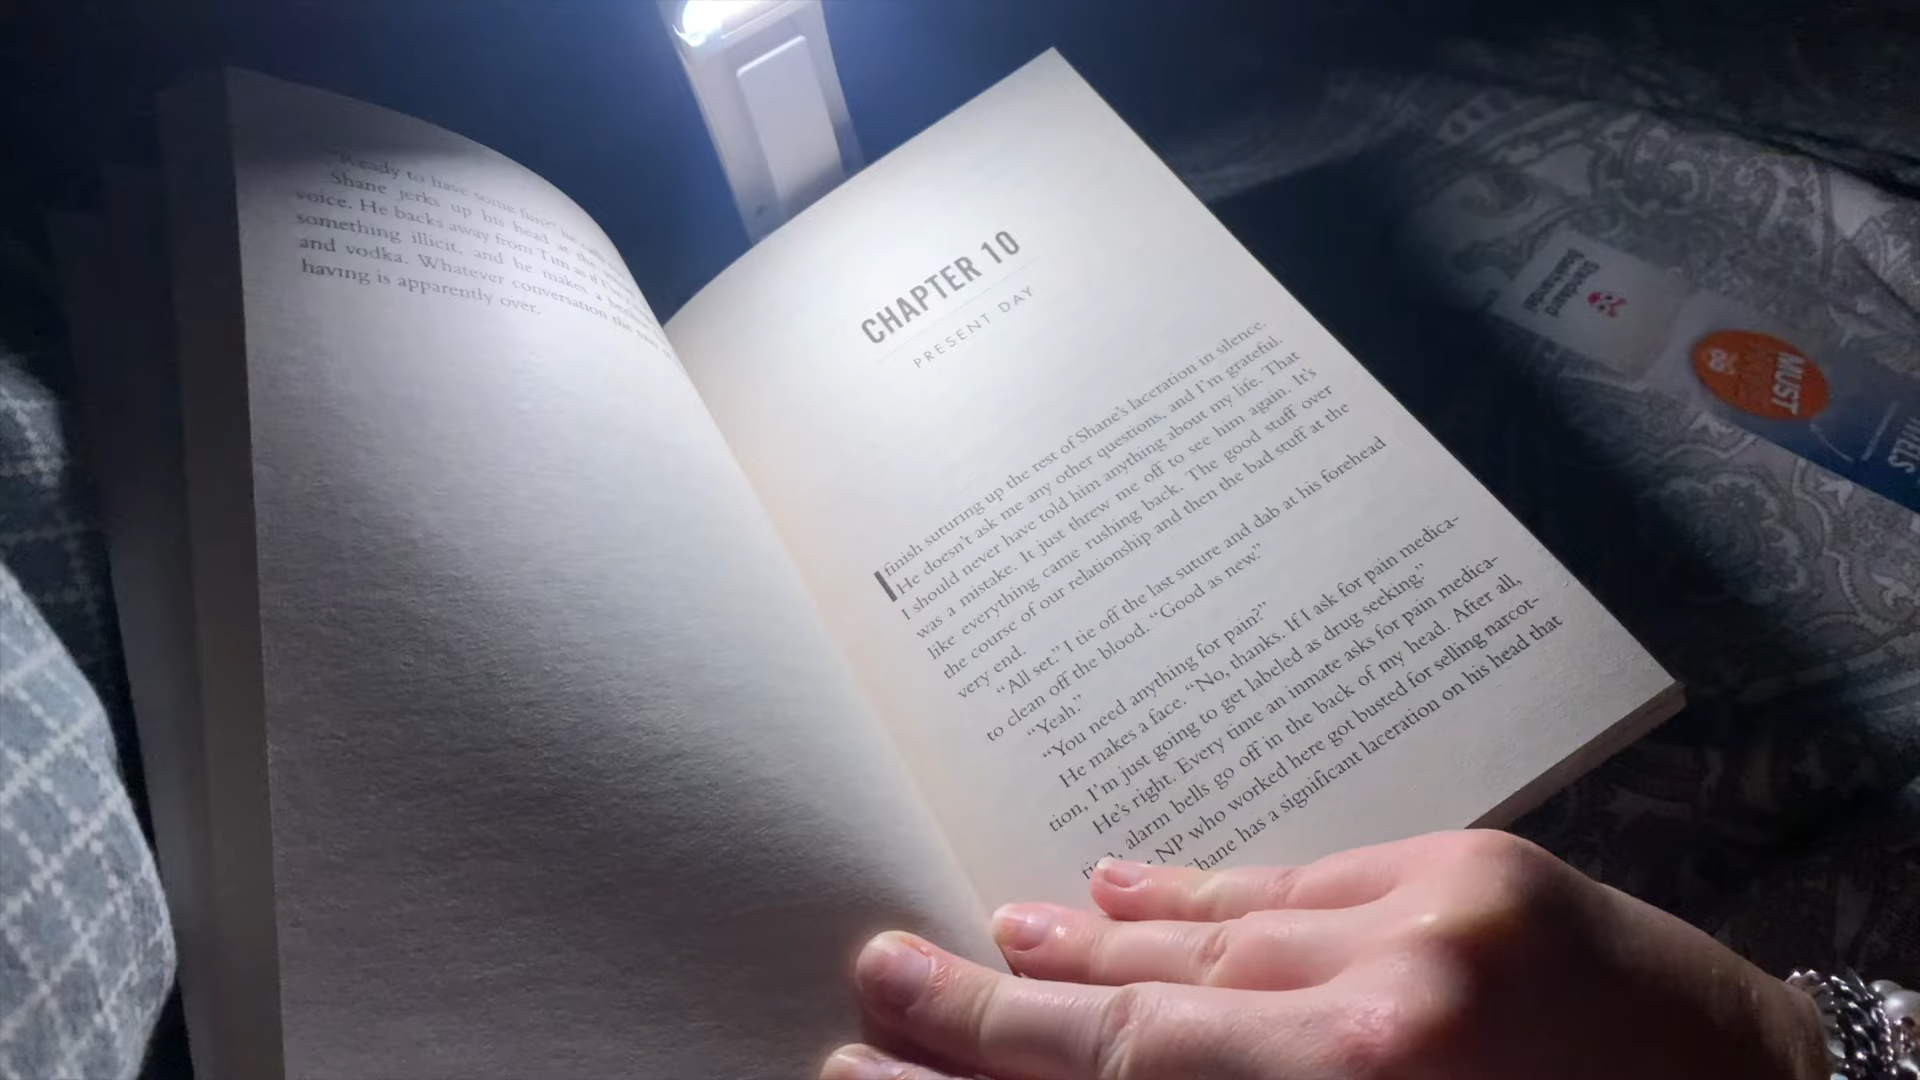 "Ready to have some fun?" he calls
Shane jerks up his head at the
voice. He backs away from Tim as if
something illicit, and he makes a
and vodka. Whatever conversation the
having is apparently over.
CHAPTER 10
PRESENT DAY
I finish suturing up the rest of Shane's laceration in silence.
He doesn't ask me any other questions, and I'm grateful.
I should never have told him anything about my life. That
was a mistake. It just threw me off to see him again. It's
like everything came rushing back. The good stuff over
the course of our relationship and then the bad stuff at the
very end.
"All set." I tie off the last suture and dab at his forehead
to clean off the blood. "Good as new."
"Yeah."
"You need anything for pain?"
He makes a face. "No, thanks. If I ask for pain medica-
tion, I'm just going to get labeled as drug seeking."
He's right. Every time an inmate asks for pain medica-
tion, alarm bells go off in the back of my head. After all,
NP who worked here got busted for selling narcot-
Shane has a significant laceration on his head that
Standaard
Boekhandel
MUST